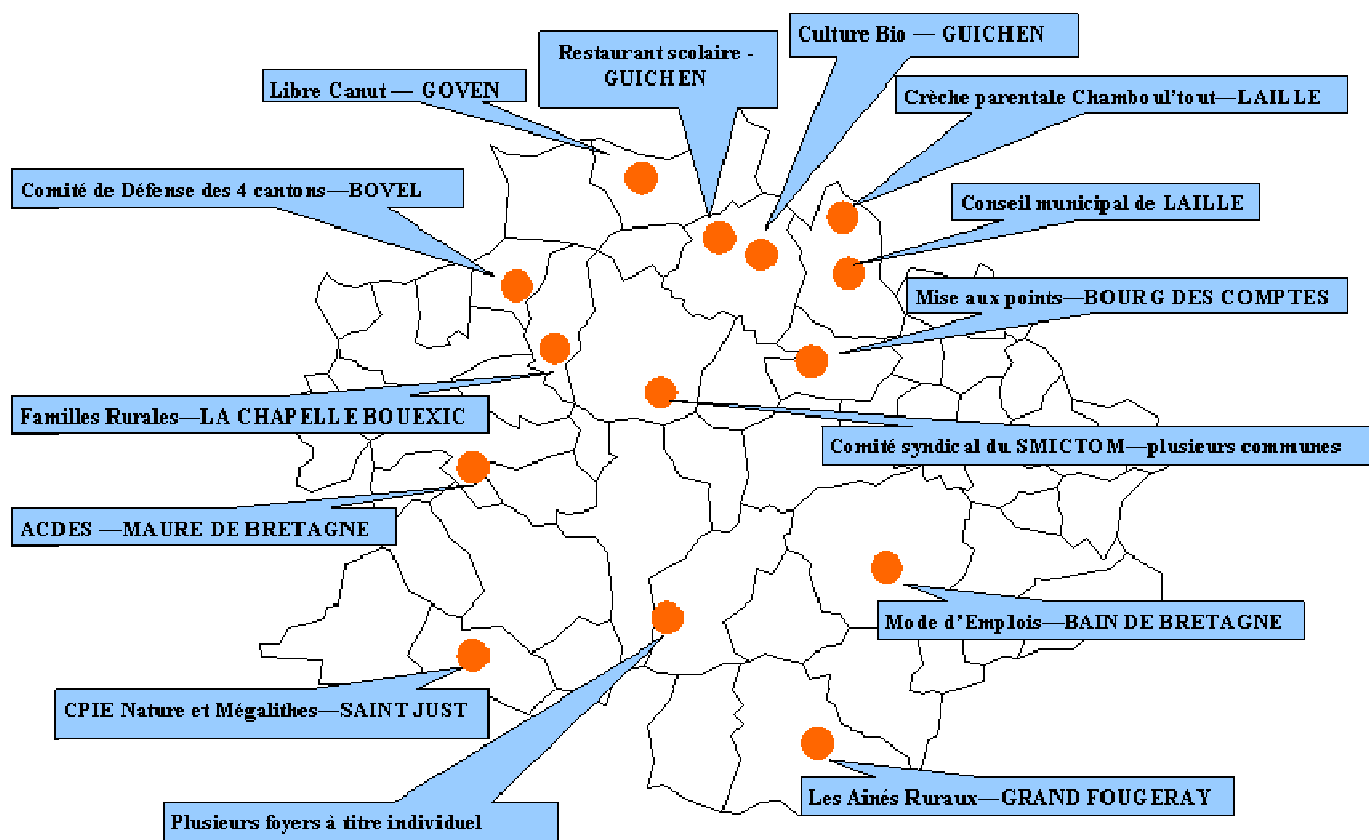 Culture Bio — GUICHEN
Restaurant scolaire -
GUICHEN
Libre Canut — GOVEN
Crèche parentale Chamboul'tout—LAILLE
Comité de Défense des 4 cantons—BOVEL
Conseil municipal de LAILLE
Mise aux points—BOURG DES COMPTES
Familles Rurales—LA CHAPELLE BOUEXIC
Comité syndical du SMICTOM—plusieurs communes
ACDES —MAURE DE BRETAGNE
Mode d'Emplois—BAIN DE BRETAGNE
CPIE Nature et Mégalithes—SAINT JUST
Les Ainés Ruraux—GRAND FOUGERAY
Plusieurs foyers à titre individuel